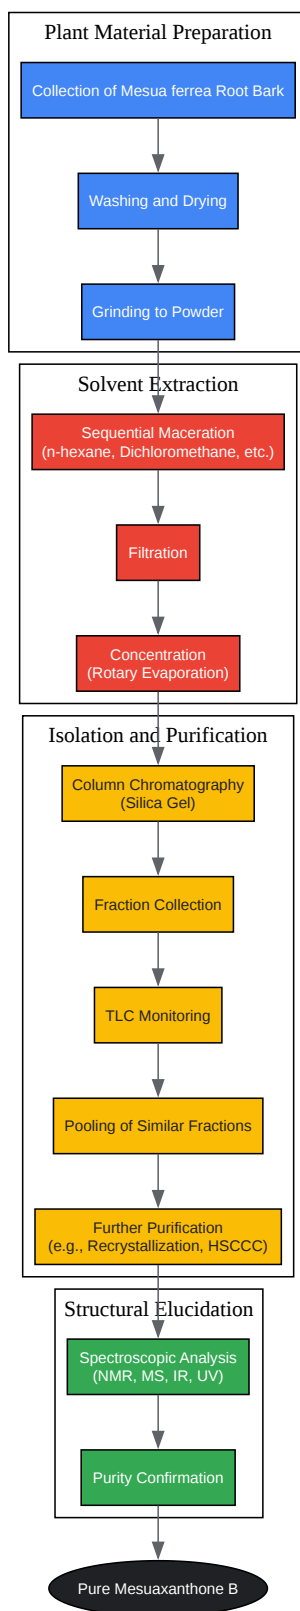 Plant Material Preparation
Collection of Mesua ferrea Root Bark
Washing and Drying
Grinding to Powder
Solvent Extraction
Sequential Maceration
(n-hexane, Dichloromethane, etc.)
Filtration
Concentration
(Rotary Evaporation)
Isolation and Purification
Column Chromatography
(Silica Gel)
Fraction Collection
TLC Monitoring
Pooling of Similar Fractions
Further Purification
(e.g., Recrystallization, HSCCC)
Structural Elucidation
Spectroscopic Analysis
(NMR, MS, IR, UV)
Purity Confirmation
Pure Mesuaxanthone B